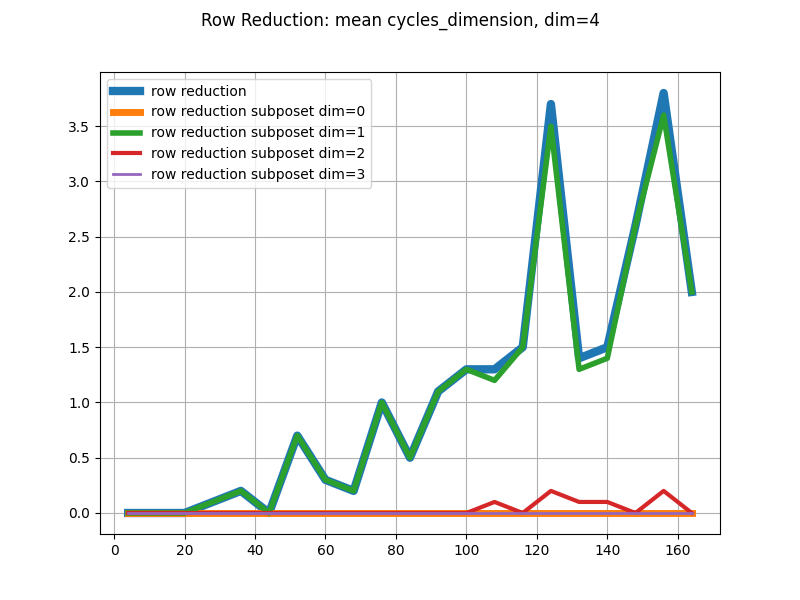 Row Reduction: mean cycles_dimension, dim=4
row reduction
row reduction subposet dim=0
row reduction subposet dim=1
row reduction subposet dim=2
row reduction subposet dim=3
3.5
3.0
2.5
2.0
1.5
1.0
0.5
0.0
0 20 40 60 80 100 120 140 160